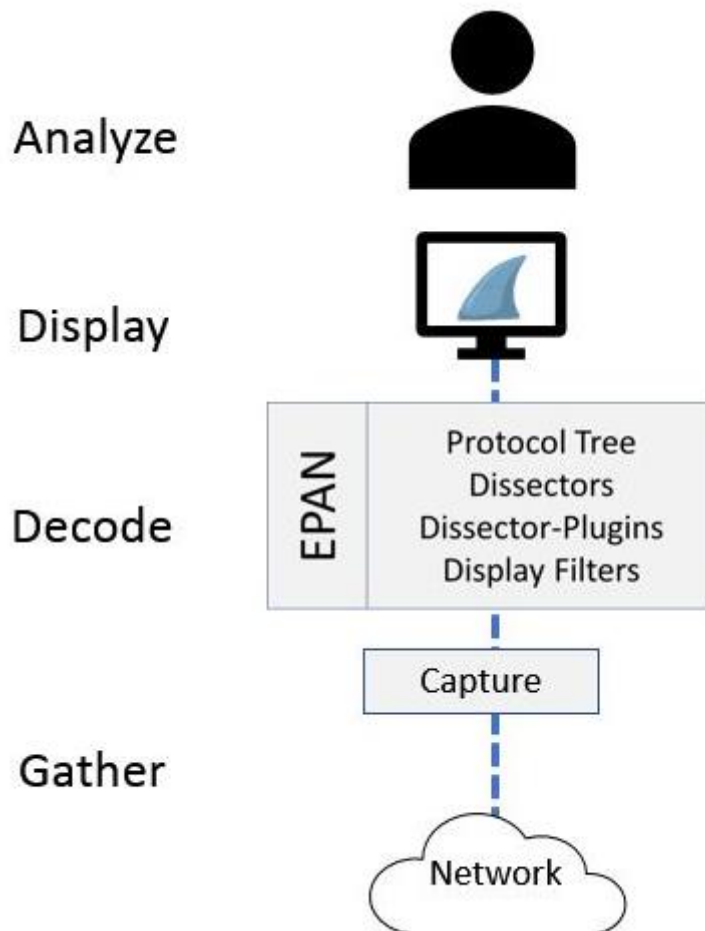 Analyze
Display
Decode
EPAN
Protocol Tree
Dissectors
Dissector-Plugins
Display Filters
Capture
Gather
Network